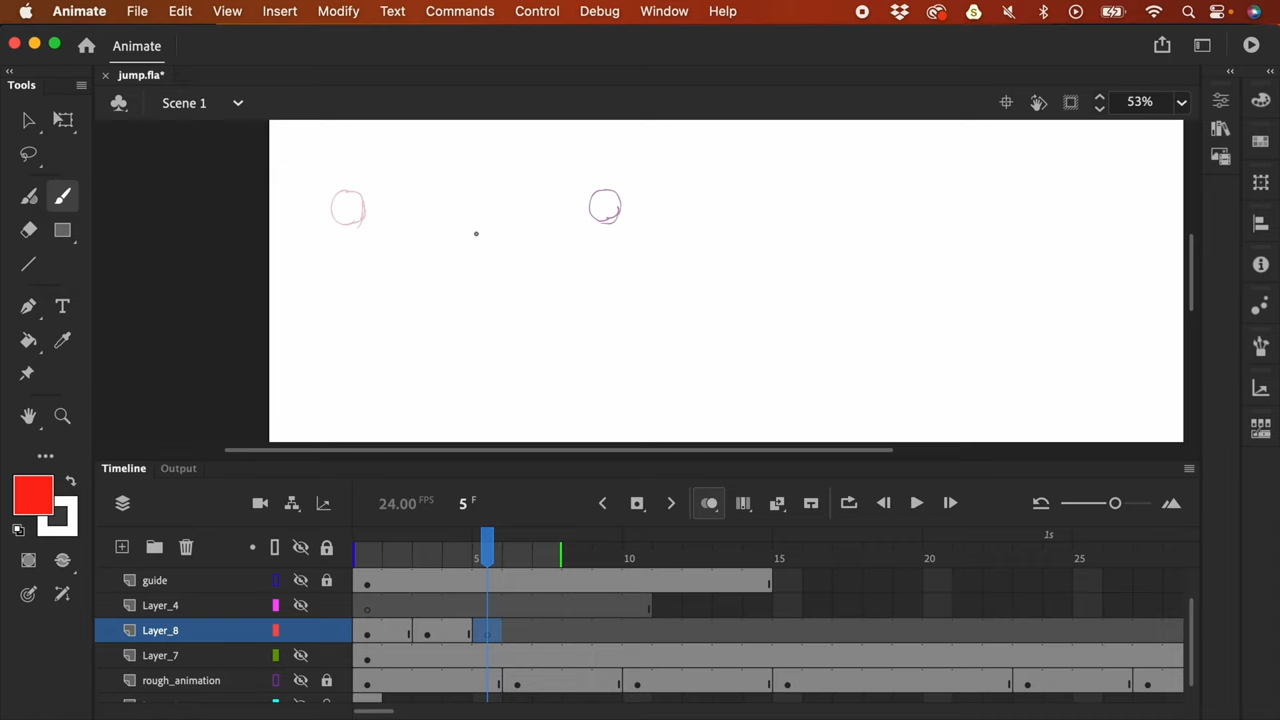 Animate File Edit View Insert Modify Text Commands Control Debug Window Help
Animate
Tools
jump.fla*
Scene 1
53%
T
Timeline Output
24.00 FPS 5 F
1s
5 10 15 20 25
guide
Layer_4
Layer_8
Layer_7
rough_animation